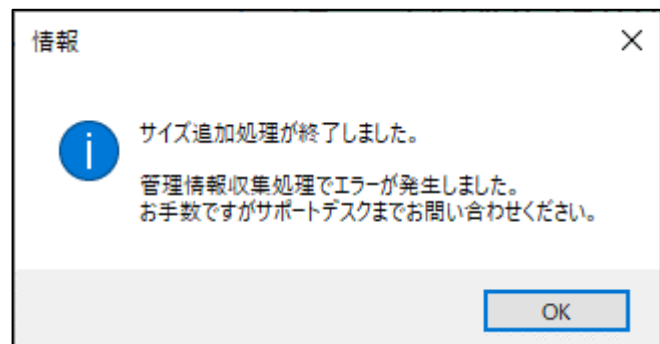 情報
サイズ追加処理が終了しました。
管理情報収集処理でエラーが発生しました。
お手数ですがサポートデスクまでお問い合わせください。
OK